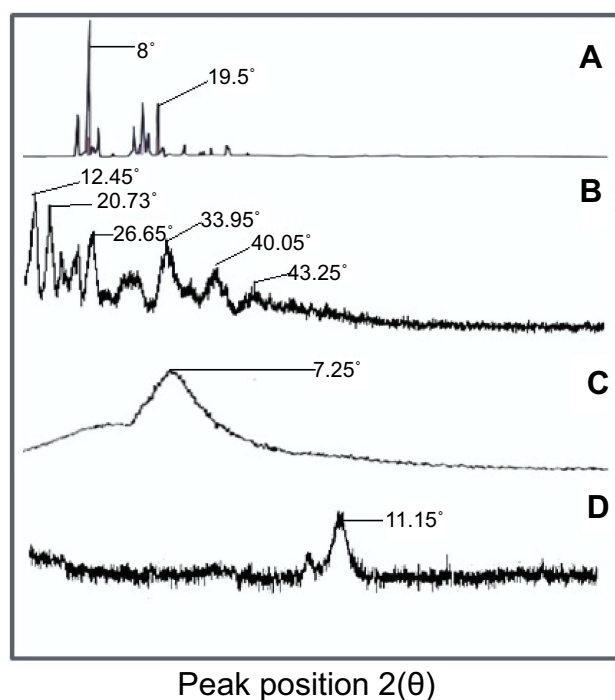 8˚
A
19.5˚
12.45˚
20.73˚
B
33.95˚
26.65˚
40.05˚
43.25˚
7.25˚
C
D
11.15˚
Peak position 2(θ)